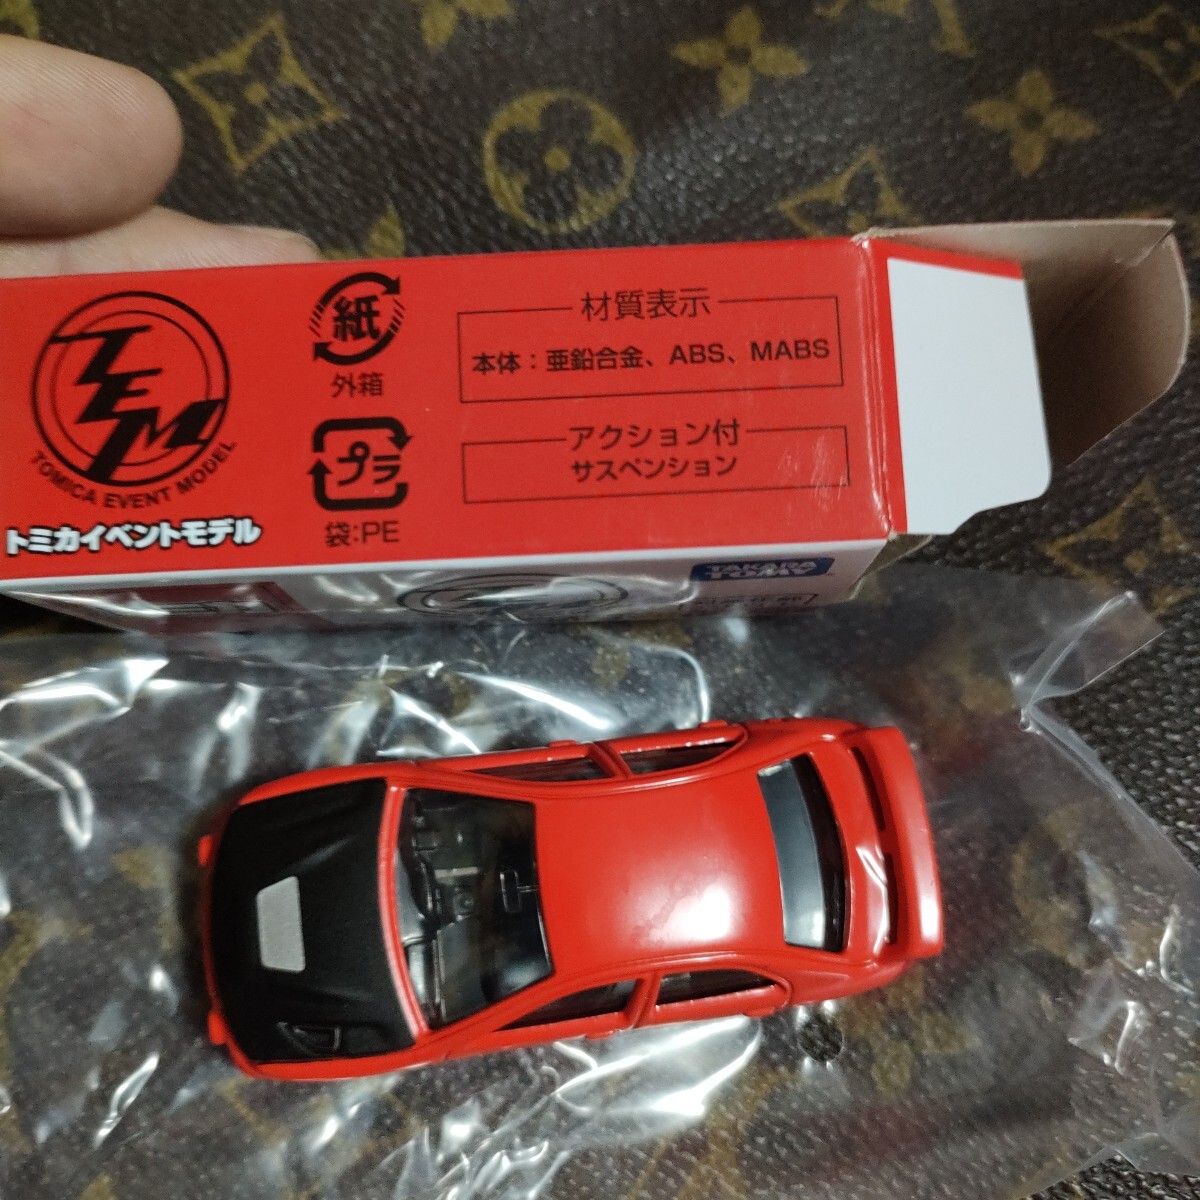 TEM
TOMICA EVENT MODEL
トミカイベントモデル
紙
外箱
プラ
袋:PE
材質表示
本体：亜鉛合金、ABS、MABS
アクション付
サスペンション
TAKARA
TOMY